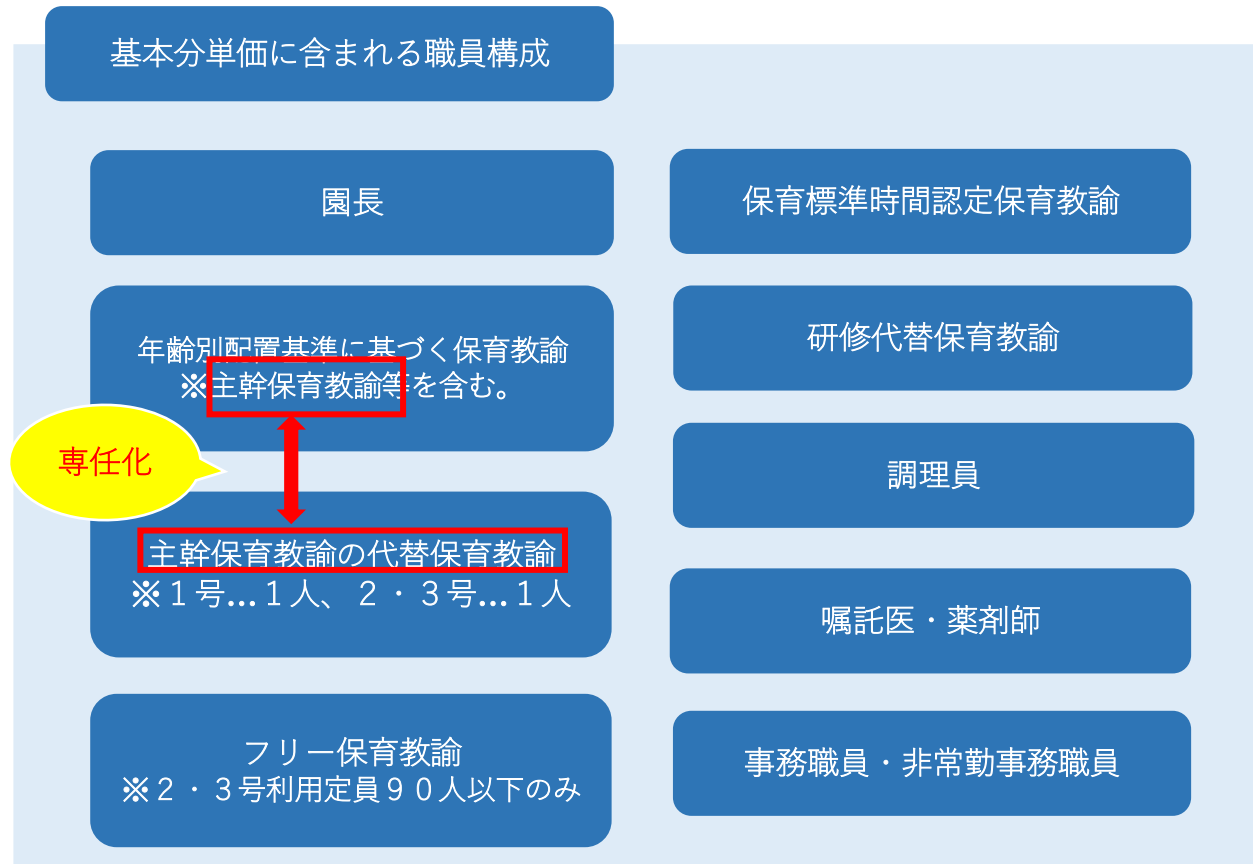 基本分単価に含まれる職員構成
園長
年齢別配置基準に基づく保育教諭
※主幹保育教諭等を含む。
専任化
主幹保育教諭の代替保育教諭
※１号…１人、２・３号…１人
フリー保育教諭
※２・３号利用定員９０人以下のみ
保育標準時間認定保育教諭
研修代替保育教諭
調理員
嘱託医・薬剤師
事務職員・非常勤事務職員